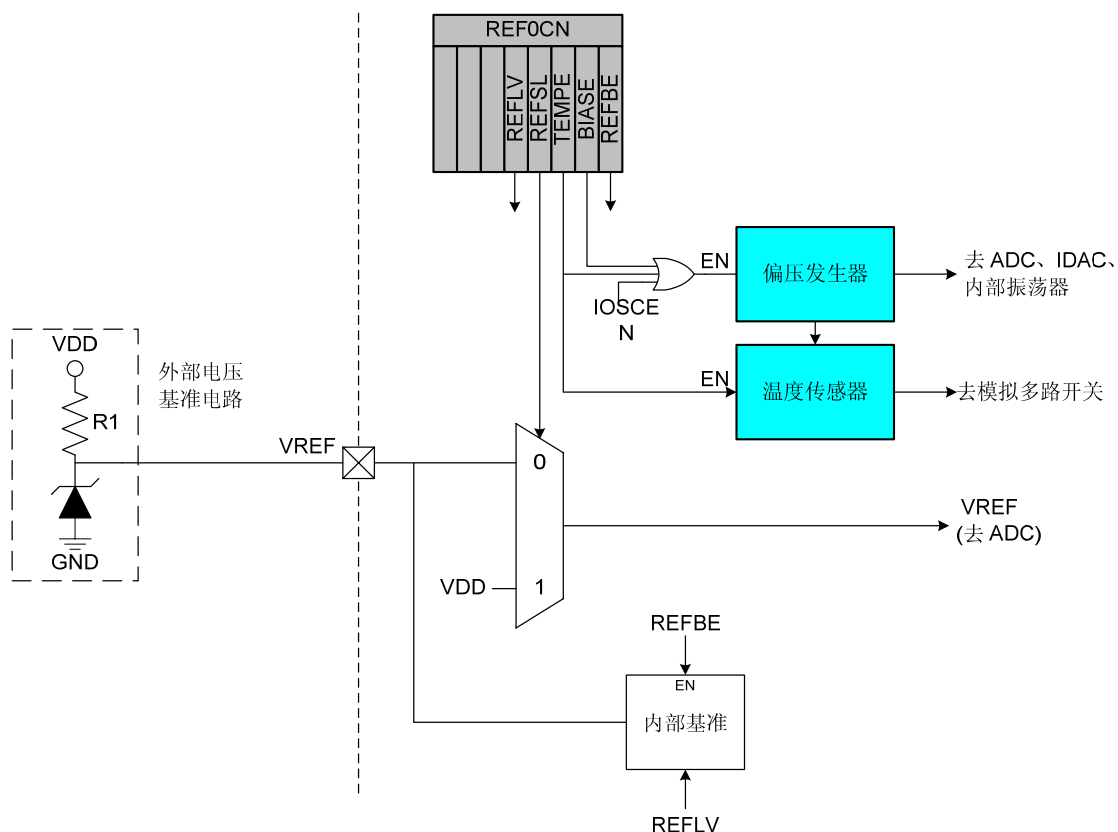 REF0CN
REFLV
REFSL
TEMPE
BIASE
REFBE
EN
偏压发生器
去 ADC、IDAC、
内部振荡器
IOSCE
N
VDD
外部电压
基准电路
R1
EN
温度传感器
去模拟多路开关
VREF
0
VREF
(去 ADC)
GND
VDD
1
REFBE
EN
内部基准
REFLV